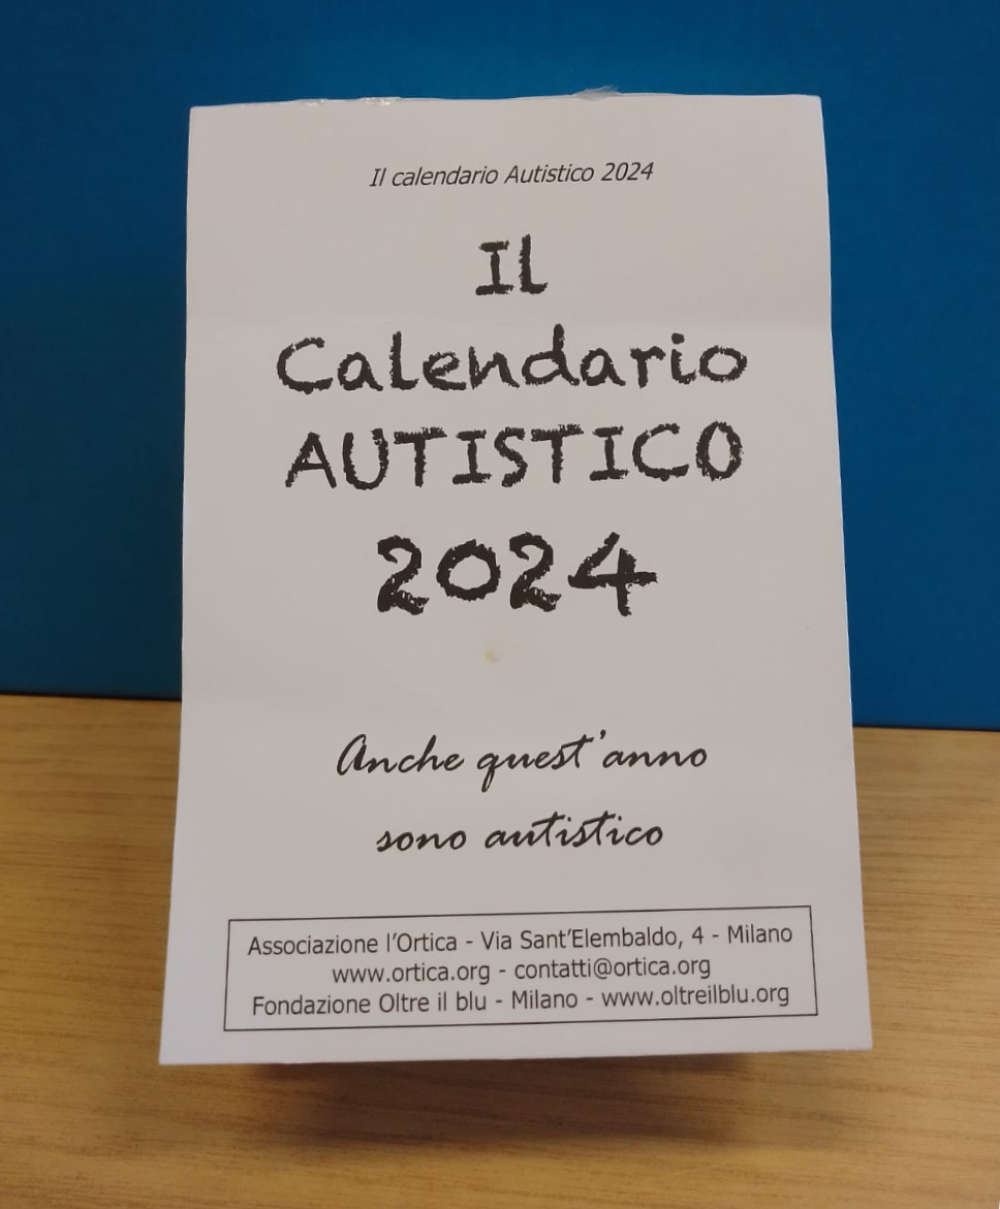 Il calendario Autistico 2024
Il
Calendario
AUTISTICO
2024
Anche quest'anno
sono autistico
Associazione l'Ortica - Via Sant'Elembaldo, 4 - Milano
www.ortica.org - contatti@ortica.org
Fondazione Oltre il blu - Milano - www.oltreilblu.org